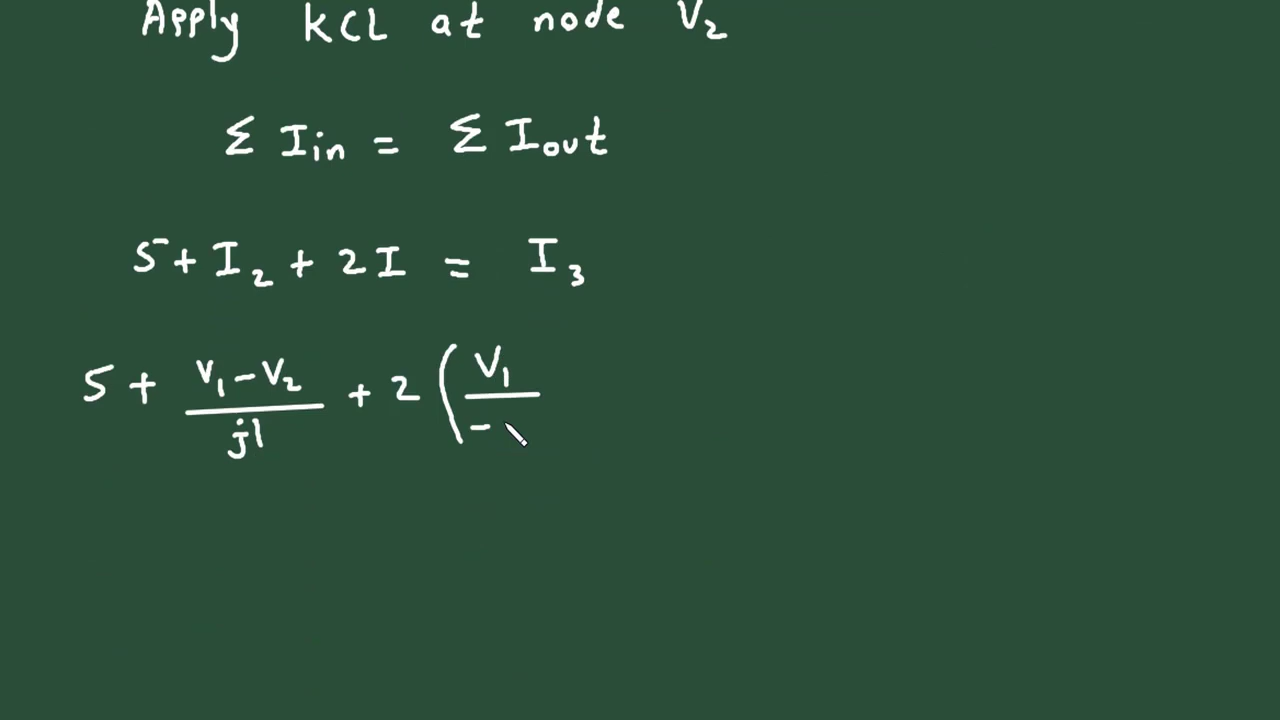 Apply KCL at node V₂
Σ Iin = Σ Iout
5 + I₂ + 2I = I₃
5 + (V₁ - V₂)/(j1) + 2 (V₁/-